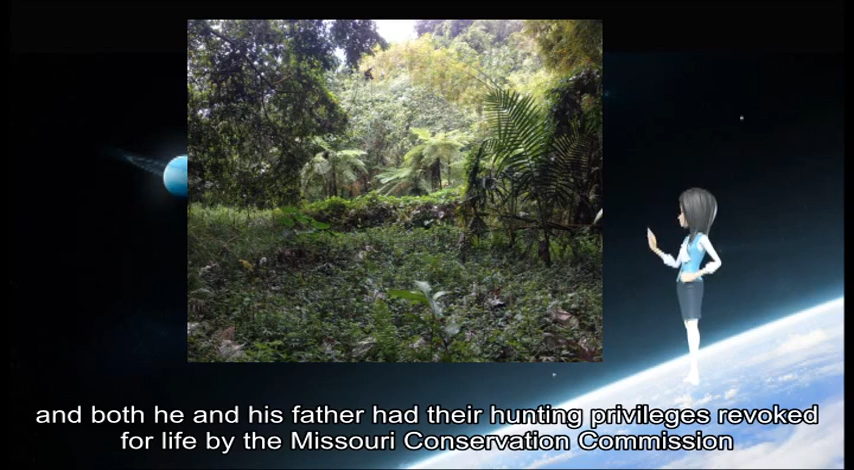 and both he and his father had their hunting privileges revoked
for life by the Missouri Conservation Commission